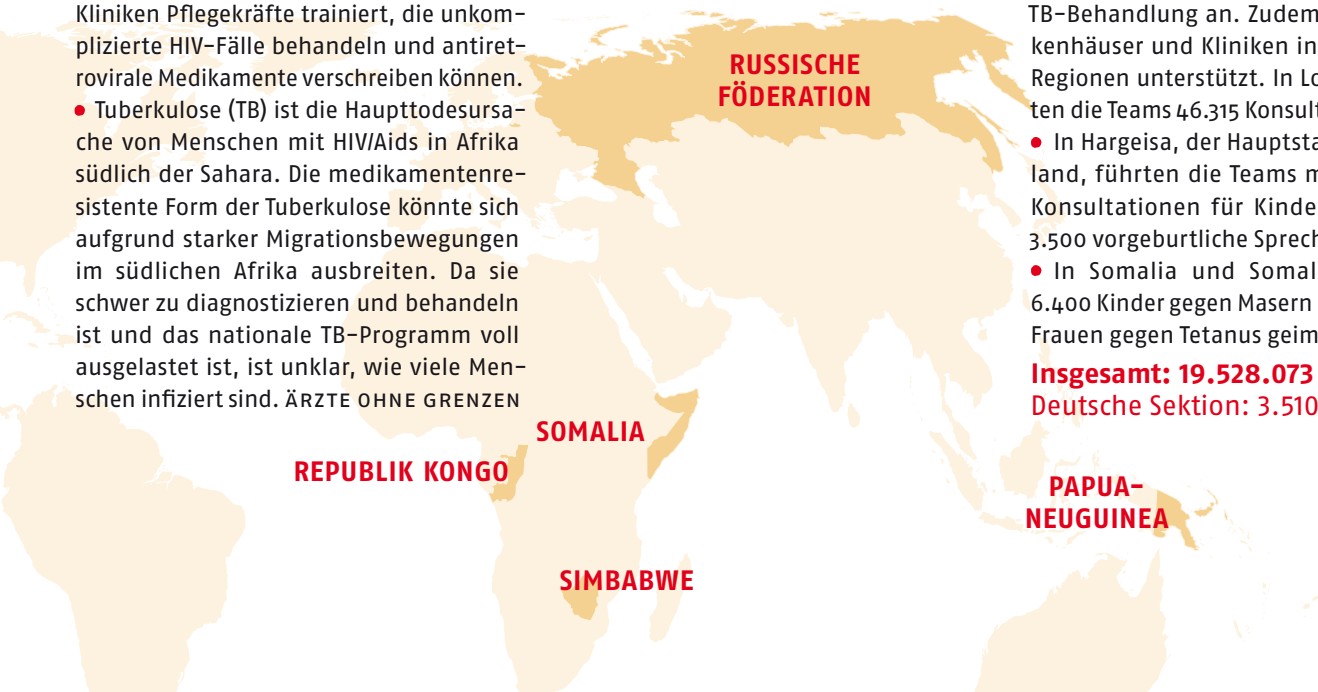 Kliniken Pflegekräfte trainiert, die unkom-
plizierte HIV-Fälle behandeln und antiret-
rovirale Medikamente verschreiben können.
• Tuberkulose (TB) ist die Haupttodesursa-
che von Menschen mit HIV/Aids in Afrika
südlich der Sahara. Die medikamentenre-
sistente Form der Tuberkulose könnte sich
aufgrund starker Migrationsbewegungen
im südlichen Afrika ausbreiten. Da sie
schwer zu diagnostizieren und behandeln
ist und das nationale TB-Programm voll
ausgelastet ist, ist unklar, wie viele Men-
schen infiziert sind. ÄRZTE OHNE GRENZEN
RUSSISCHE
FÖDERATION
SOMALIA
REPUBLIK KONGO
SIMBABWE
PAPUA-
NEUGUINEA
TB-Behandlung an. Zudem
kenhäuser und Kliniken in
Regionen unterstützt. In Lo
ten die Teams 46.315 Konsult
• In Hargeisa, der Hauptsta
land, führten die Teams m
Konsultationen für Kinde
3.500 vorgeburtliche Sprech
• In Somalia und Somal
6.400 Kinder gegen Masern
Frauen gegen Tetanus geim
Insgesamt: 19.528.073
Deutsche Sektion: 3.510